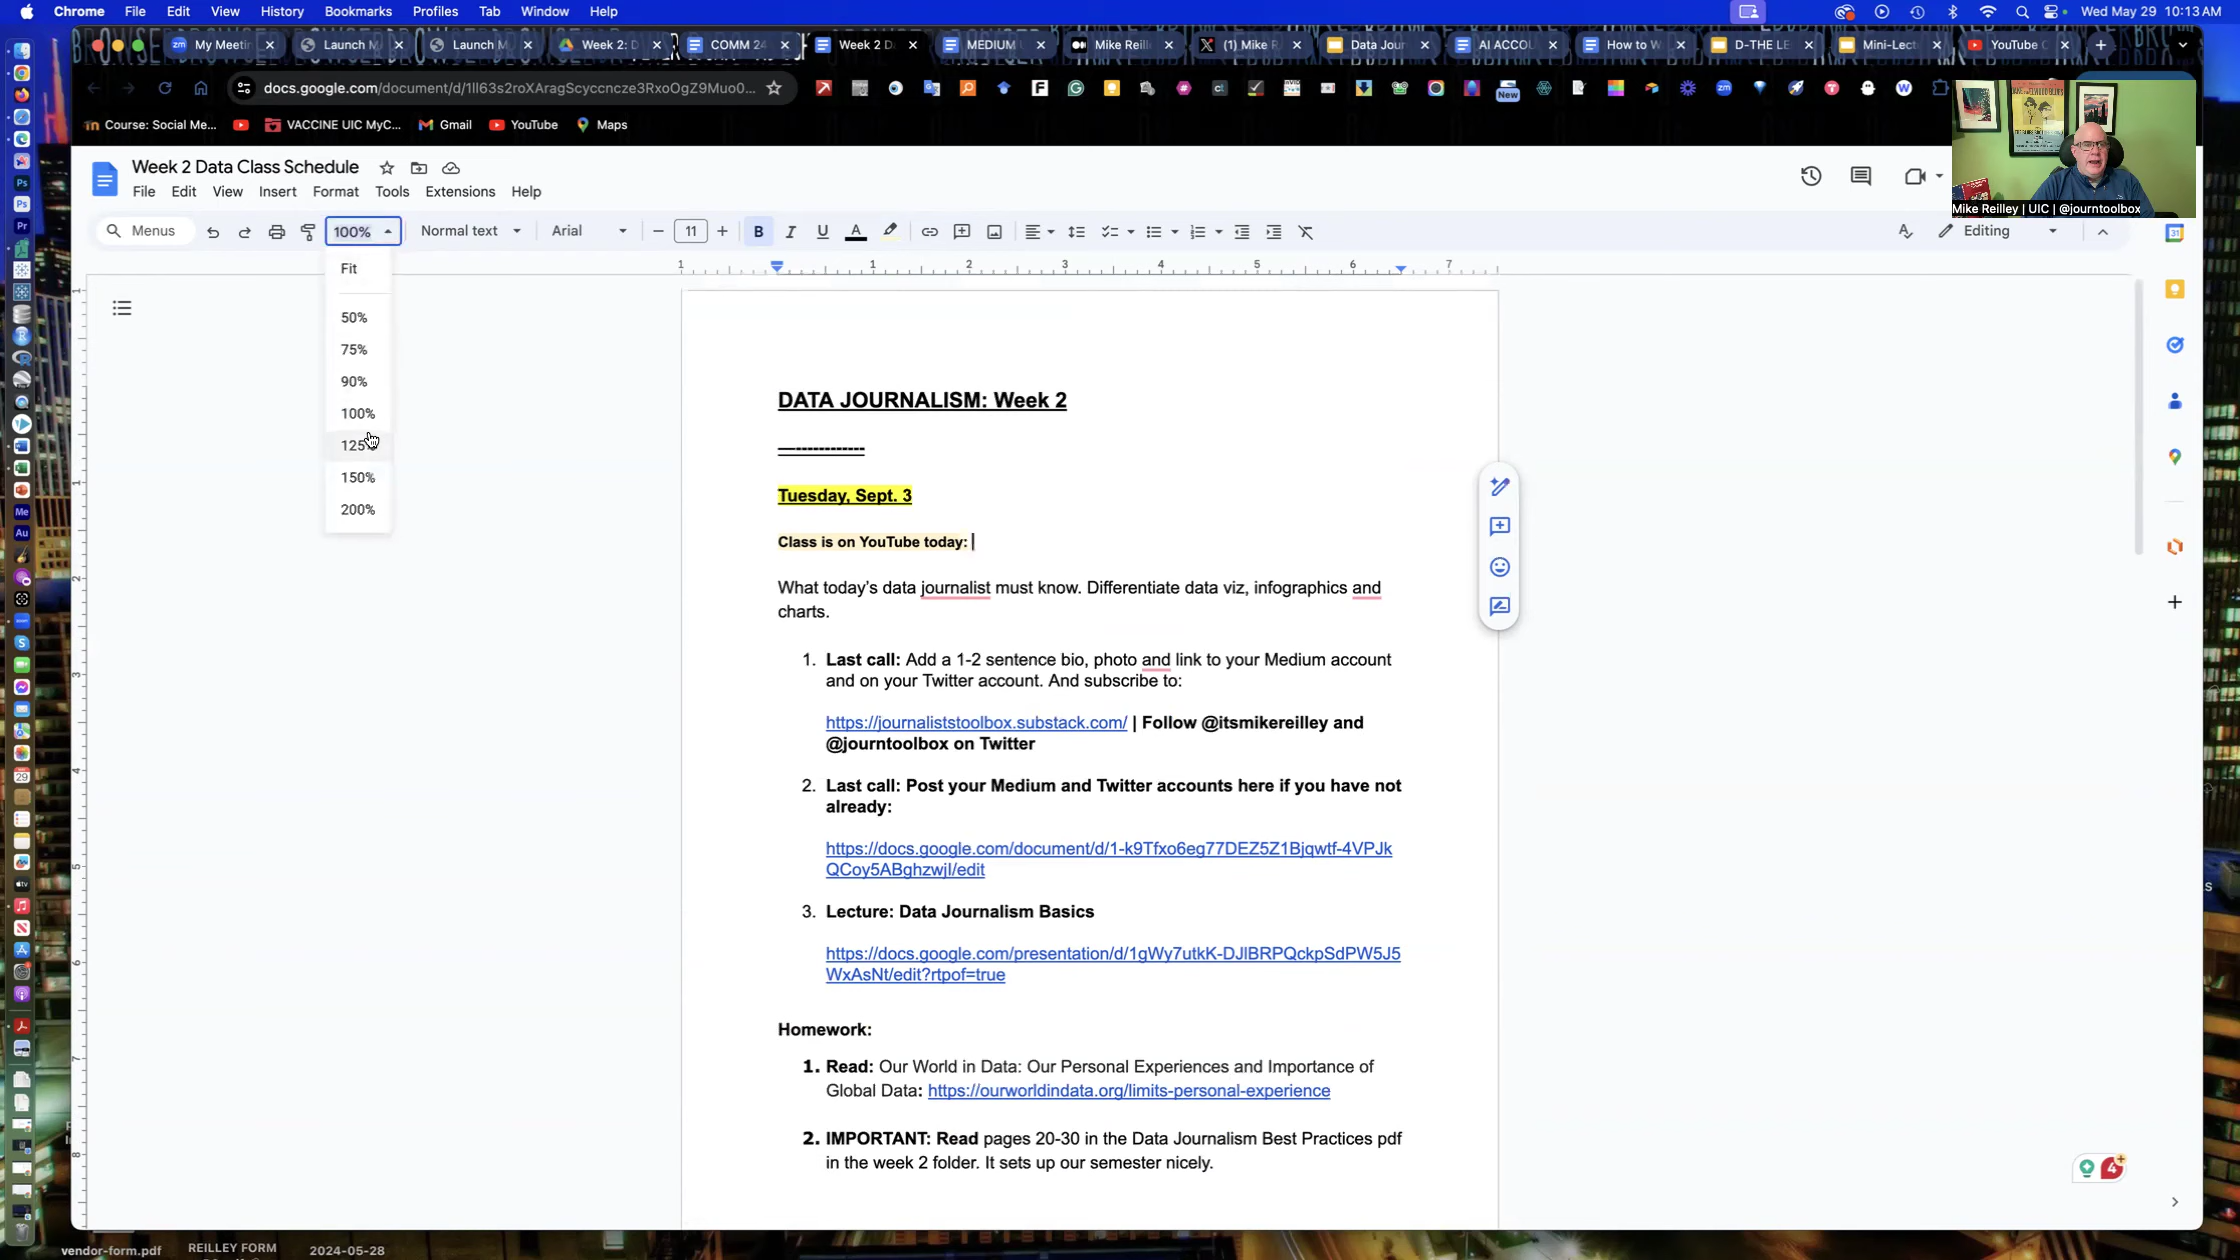 Chrome File Edit View History Bookmarks Profiles Tab Window Help Wed May 29 10:13 AM
My Meetin Launch M Launch M Week 2: D COMM 24 Week 2 D MEDIUM Mike Reill (1) Mike R Data Jour AI ACCOU How to W D-THE LE Mini-Lect YouTube
docs.google.com/document/d/1Il63s2roXAragScyccncze3RxoOgZ9Muo0... New
Course: Social Me... VACCINE UIC MyC... Gmail YouTube Maps
Week 2 Data Class Schedule
File Edit View Insert Format Tools Extensions Help
Mike Reilley | UIC | @journtoolbox
Menus 100% Normal text Arial 11 Editing
Fit
50%
75%
90%
100%
125%
150%
200%
DATA JOURNALISM: Week 2
—------------
Tuesday, Sept. 3
Class is on YouTube today:
What today's data journalist must know. Differentiate data viz, infographics and
charts.
1. Last call: Add a 1-2 sentence bio, photo and link to your Medium account
and on your Twitter account. And subscribe to:
https://journaliststoolbox.substack.com/ | Follow @itsmikereilley and
@journtoolbox on Twitter
2. Last call: Post your Medium and Twitter accounts here if you have not
already:
https://docs.google.com/document/d/1-k9Tfxo6eg77DEZ5Z1Bjqwtf-4VPJk
QCoy5ABghzwjI/edit
3. Lecture: Data Journalism Basics
https://docs.google.com/presentation/d/1gWy7utkK-DJlBRPQckpSdPW5J5
WxAsNt/edit?rtpof=true
Homework:
1. Read: Our World in Data: Our Personal Experiences and Importance of
Global Data: https://ourworldindata.org/limits-personal-experience
2. IMPORTANT: Read pages 20-30 in the Data Journalism Best Practices pdf
in the week 2 folder. It sets up our semester nicely.
vendor-form.pdf REILLEY FORM 2024-05-28